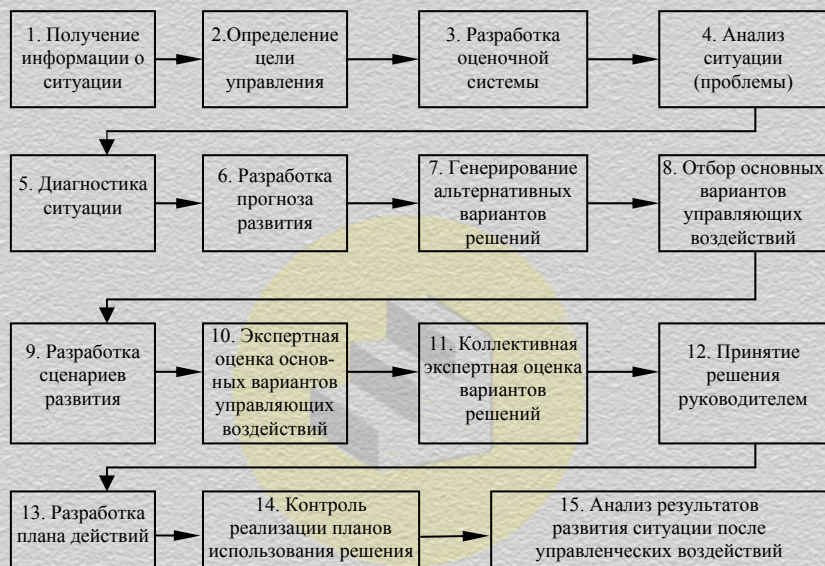 1. Получение
информации о
ситуации
2.Определение
цели
управления
3. Разработка
оценочной
системы
4. Анализ
ситуации
(проблемы)
5. Диагностика
ситуации
6. Разработка
прогноза
развития
7. Генерирование
альтернативных
вариантов
решений
8. Отбор основных
вариантов
управляющих
воздействий
9. Разработка
сценариев
развития
10. Экспертная
оценка основ-
ных вариантов
управляющих
воздействий
11. Коллективная
экспертная оценка
вариантов
решений
12. Принятие
решения
руководителем
13. Разработка
плана действий
14. Контроль
реализации планов
использования решения
15. Анализ результатов
развития ситуации после
управленческих воздействий